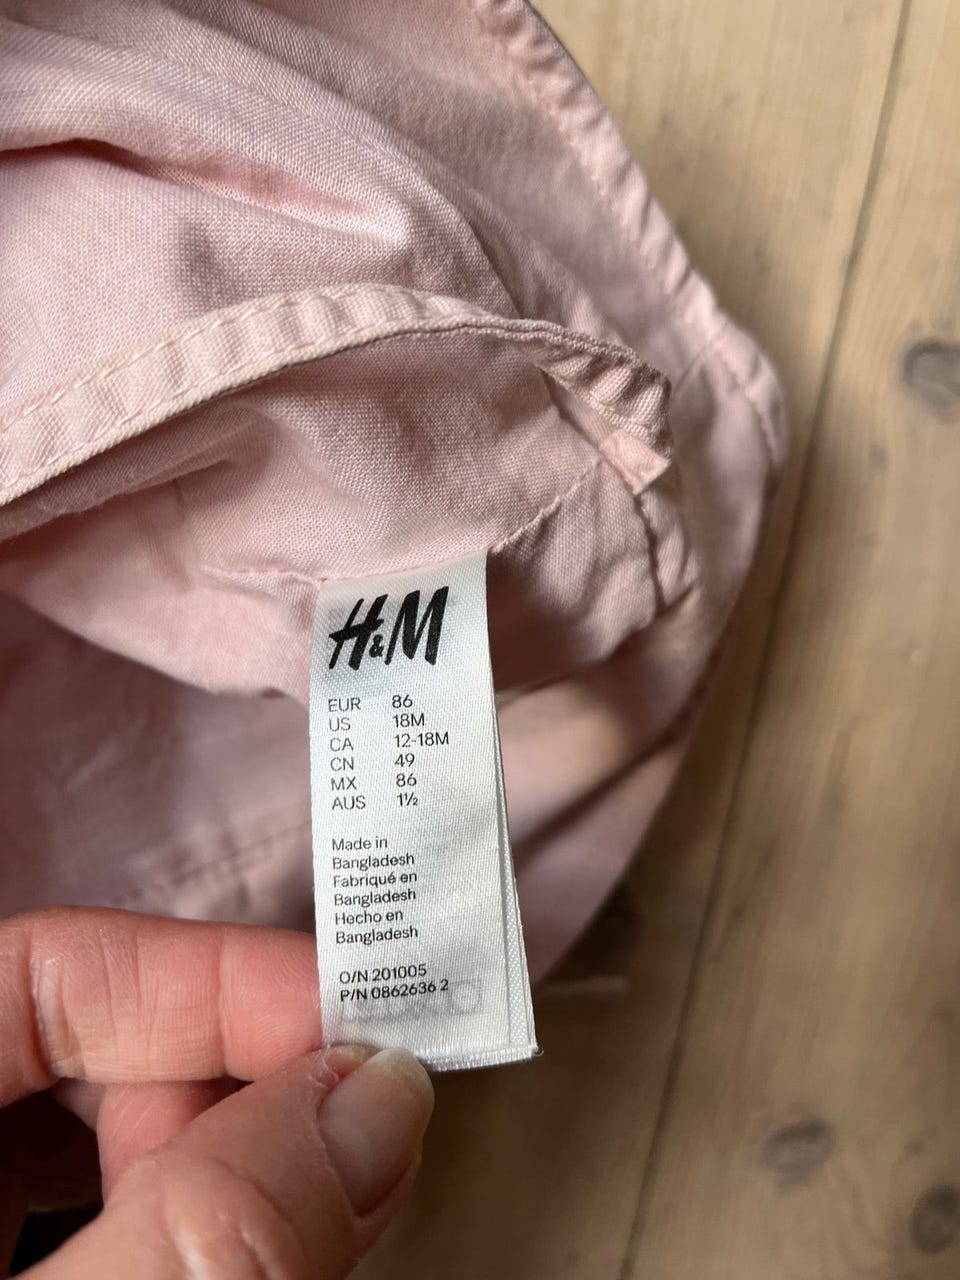 H&M
EUR 86
US 18M
CA 12-18M
CN 49
MX 86
AUS 1½
Made in
Bangladesh
Fabriqué en
Bangladesh
Hecho en
Bangladesh
O/N 201005
P/N 0862636 2